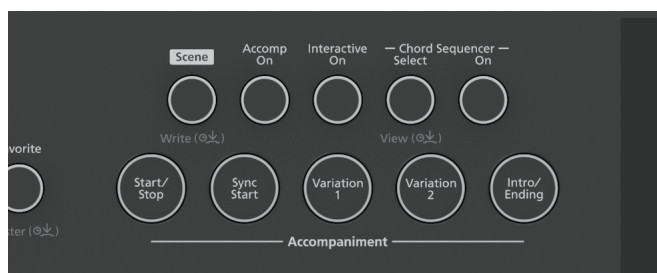 Scene
Accomp
On
Interactive
On
Chord Sequencer
Select
On
Write
View
vorite
Start/
Stop
Sync
Start
Variation
1
Variation
2
Intro/
Ending
ster
Accompaniment